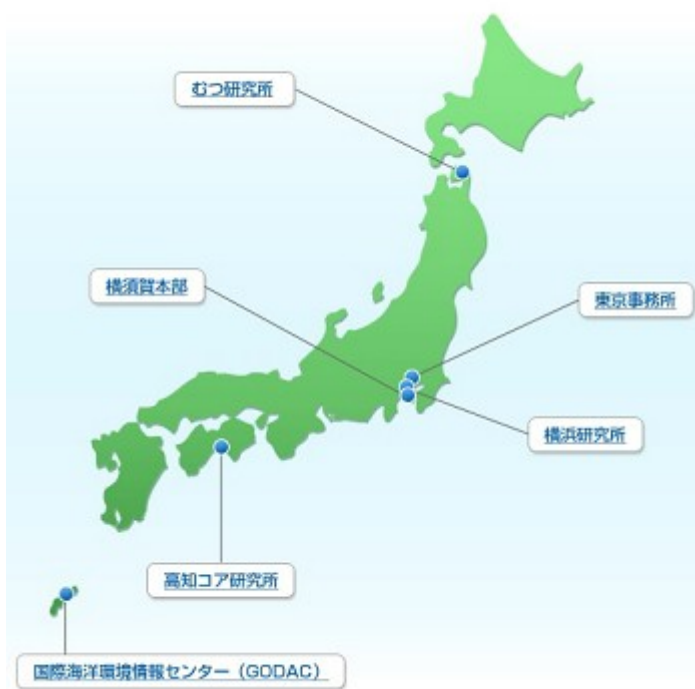 むつ研究所
横須賀本部
東京事務所
横浜研究所
高知コア研究所
国際海洋環境情報センター（GODAC）